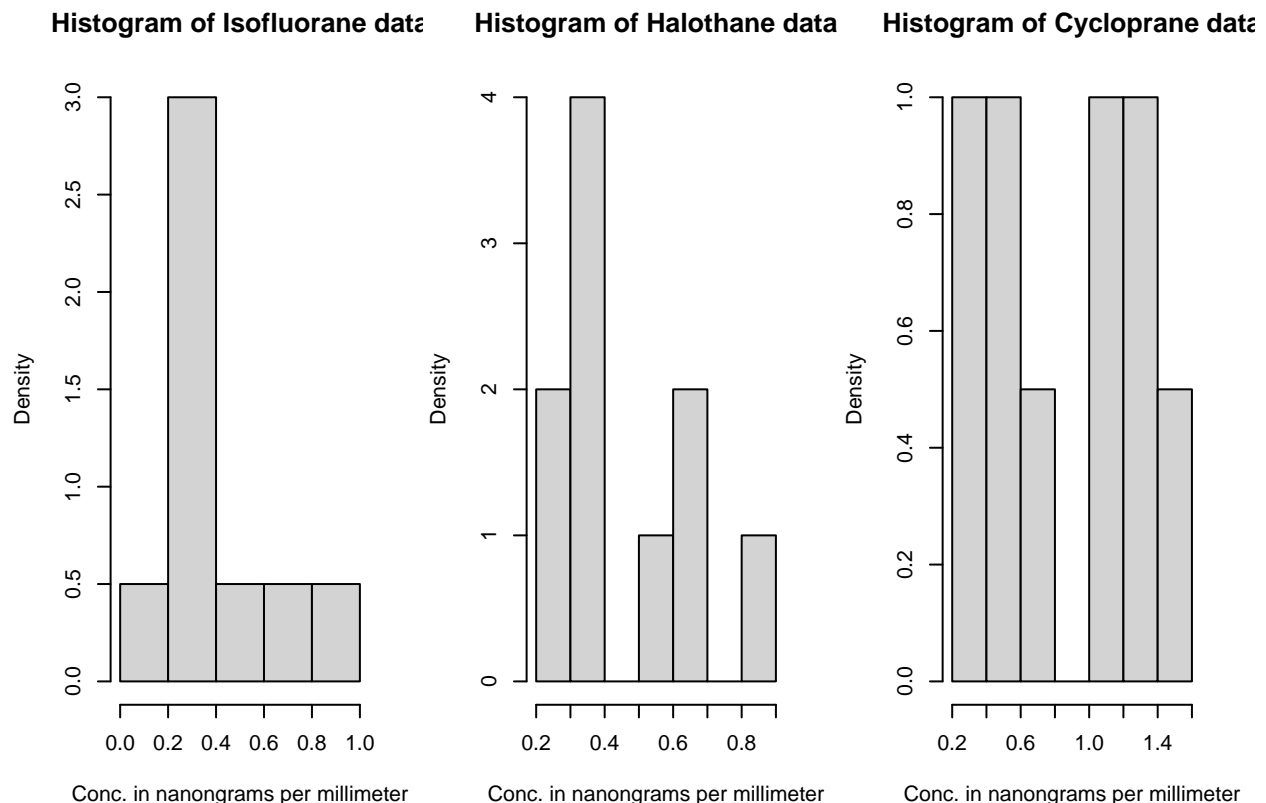 Histogram of Isofluorane data
Density
0.0 0.5 1.0 1.5 2.0 2.5 3.0
0.0 0.2 0.4 0.6 0.8 1.0
Conc. in nanongrams per millimeter
Histogram of Halothane data
Density
0 1 2 3 4
0.2 0.4 0.6 0.8
Conc. in nanongrams per millimeter
Histogram of Cycloprane data
Density
0.0 0.2 0.4 0.6 0.8 1.0
0.2 0.6 1.0 1.4
Conc. in nanongrams per millimeter